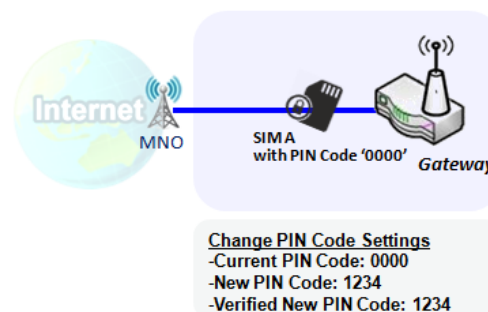 Internet
MNO
SIM A
with PIN Code ‘0000’
Gateway
Change PIN Code Settings
-Current PIN Code: 0000
-New PIN Code: 1234
-Verified New PIN Code: 1234